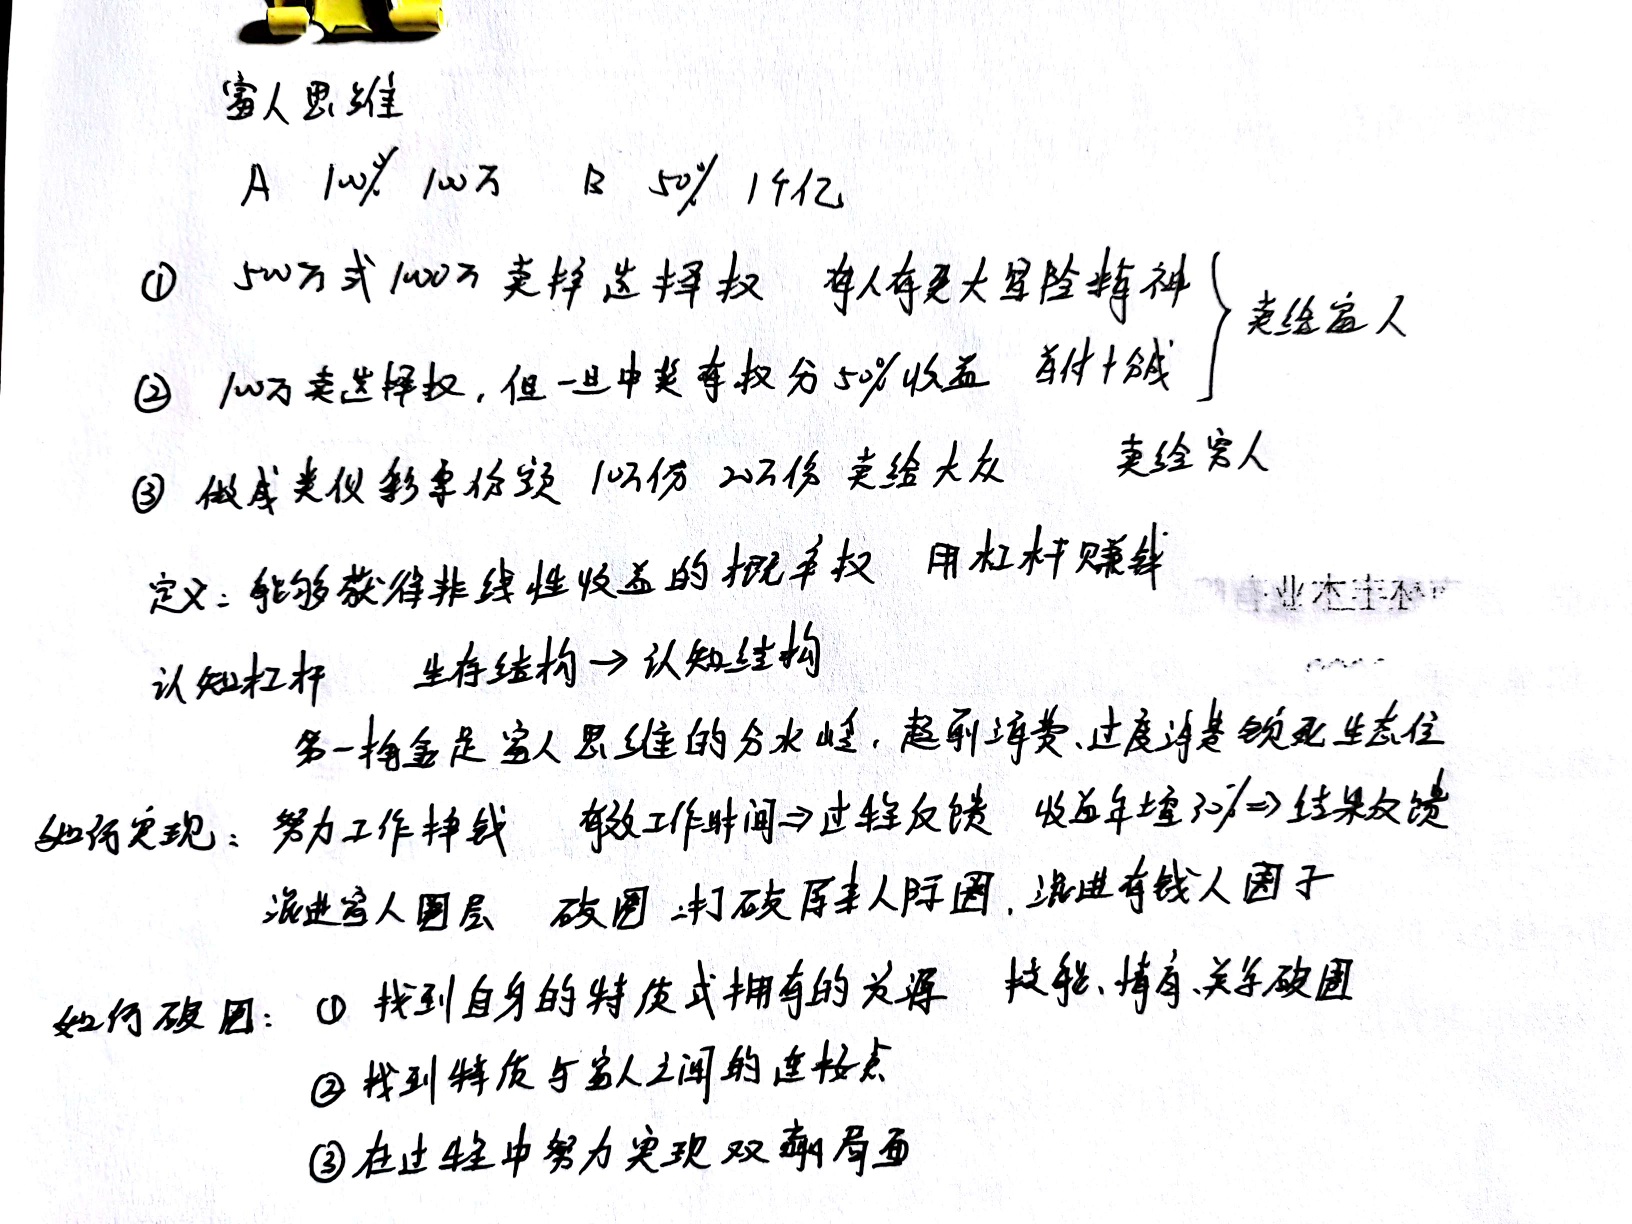 富人思维
A 100% 100万 B 50% 1个亿
① 500万或1000万卖掉选择权 有人有更大冒险精神
卖给富人
② 100万卖选择权，但一旦中奖有权分50%收益 首付+分成
③ 做成类似彩票份额 10万份 20万份 卖给大众 卖给穷人
定义：能够获得非线性收益的概率权 用杠杆赚钱
认知杠杆 生存结构→认知结构
第一桶金是富人思维的分水岭，超前消费、过度消费锁死生态位
如何实现：努力工作挣钱 有效工作时间⇒过程反馈 收益年增30%⇒结果反馈
混进富人圈层 破圈：打破原来人际圈，混进有钱人圈子
如何破圈：① 找到自身的特质或拥有的资源 技能、情商、关系破圈
② 找到特质与富人之间的连接点
③ 在过程中努力实现双赢局面